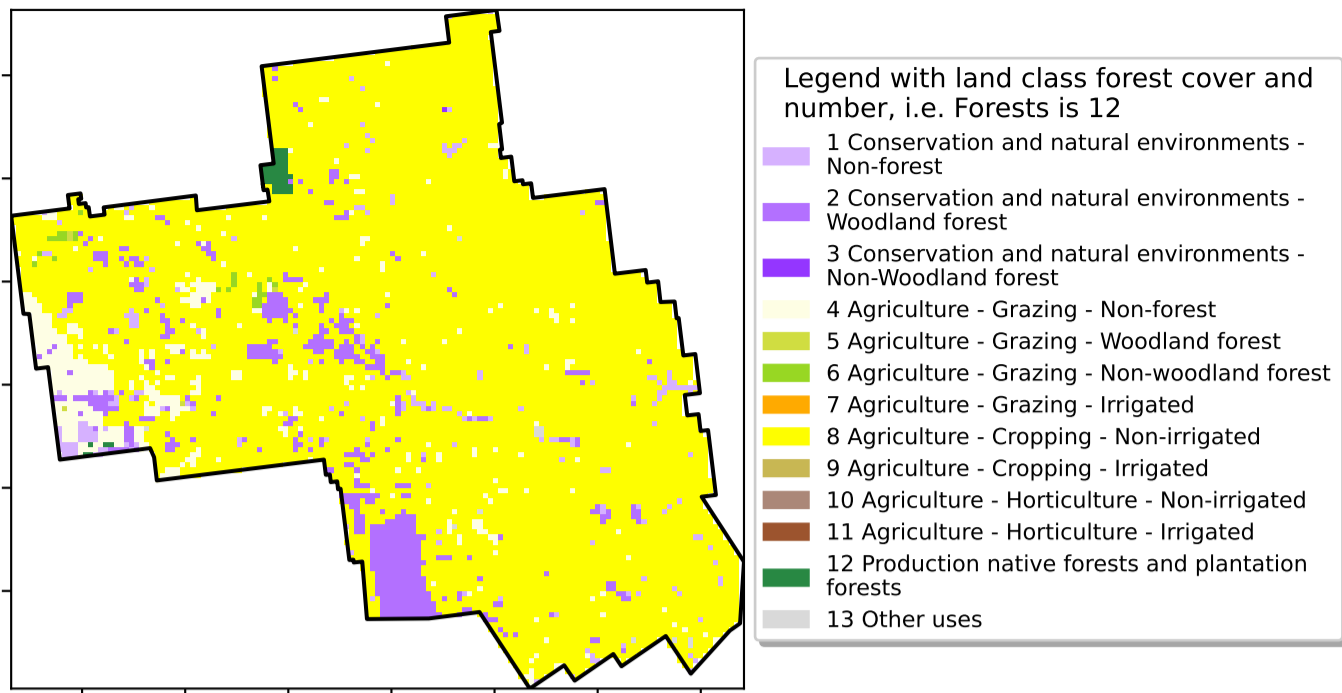 Legend with land class forest cover and
number, i.e. Forests is 12
1 Conservation and natural environments -
Non-forest
2 Conservation and natural environments -
Woodland forest
3 Conservation and natural environments -
Non-Woodland forest
4 Agriculture - Grazing - Non-forest
5 Agriculture - Grazing - Woodland forest
6 Agriculture - Grazing - Non-woodland forest
7 Agriculture - Grazing - Irrigated
8 Agriculture - Cropping - Non-irrigated
9 Agriculture - Cropping - Irrigated
10 Agriculture - Horticulture - Non-irrigated
11 Agriculture - Horticulture - Irrigated
12 Production native forests and plantation
forests
13 Other uses